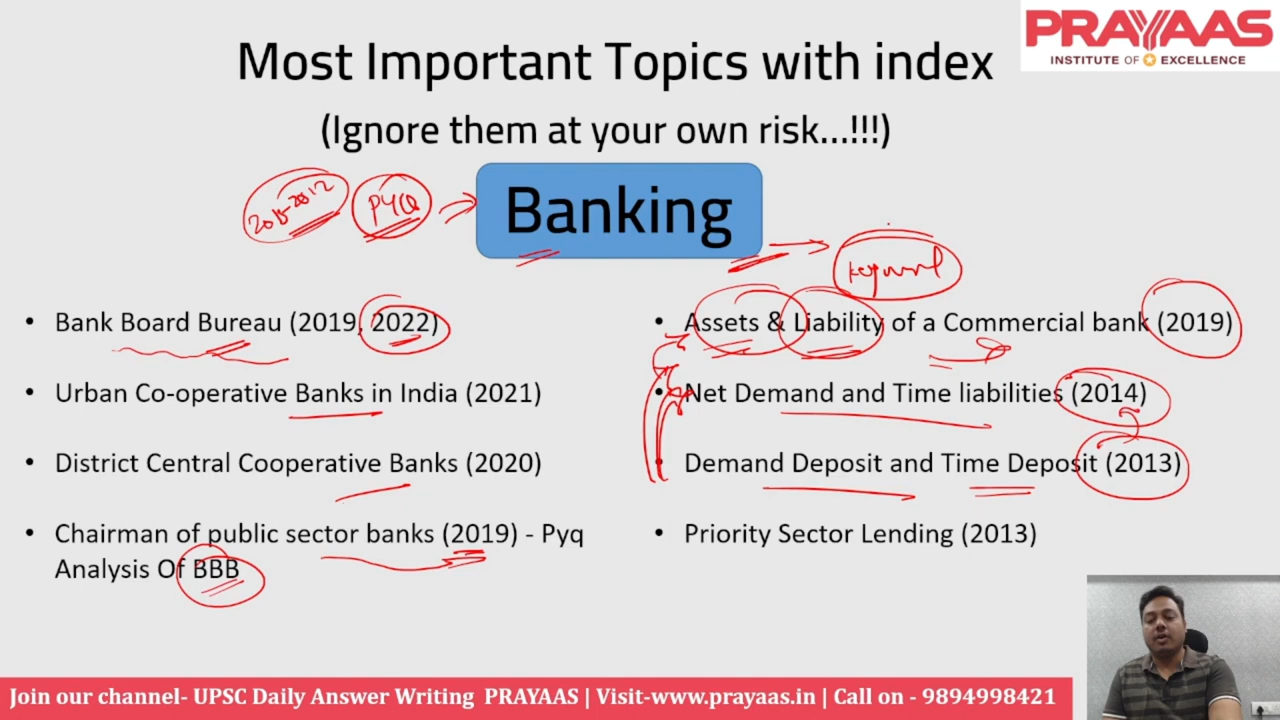 PRAYAAS
INSTITUTE OF EXCELLENCE
Most Important Topics with index
(Ignore them at your own risk...!!!)
PYQ
Banking
keyword
• Bank Board Bureau (2019, 2022)
• Urban Co-operative Banks in India (2021)
• District Central Cooperative Banks (2020)
• Chairman of public sector banks (2019) - Pyq
Analysis Of BBB
• Assets & Liability of a Commercial bank (2019)
• Net Demand and Time liabilities (2014)
• Demand Deposit and Time Deposit (2013)
• Priority Sector Lending (2013)
Join our channel- UPSC Daily Answer Writing PRAYAAS | Visit-www.prayaas.in | Call on - 9894998421